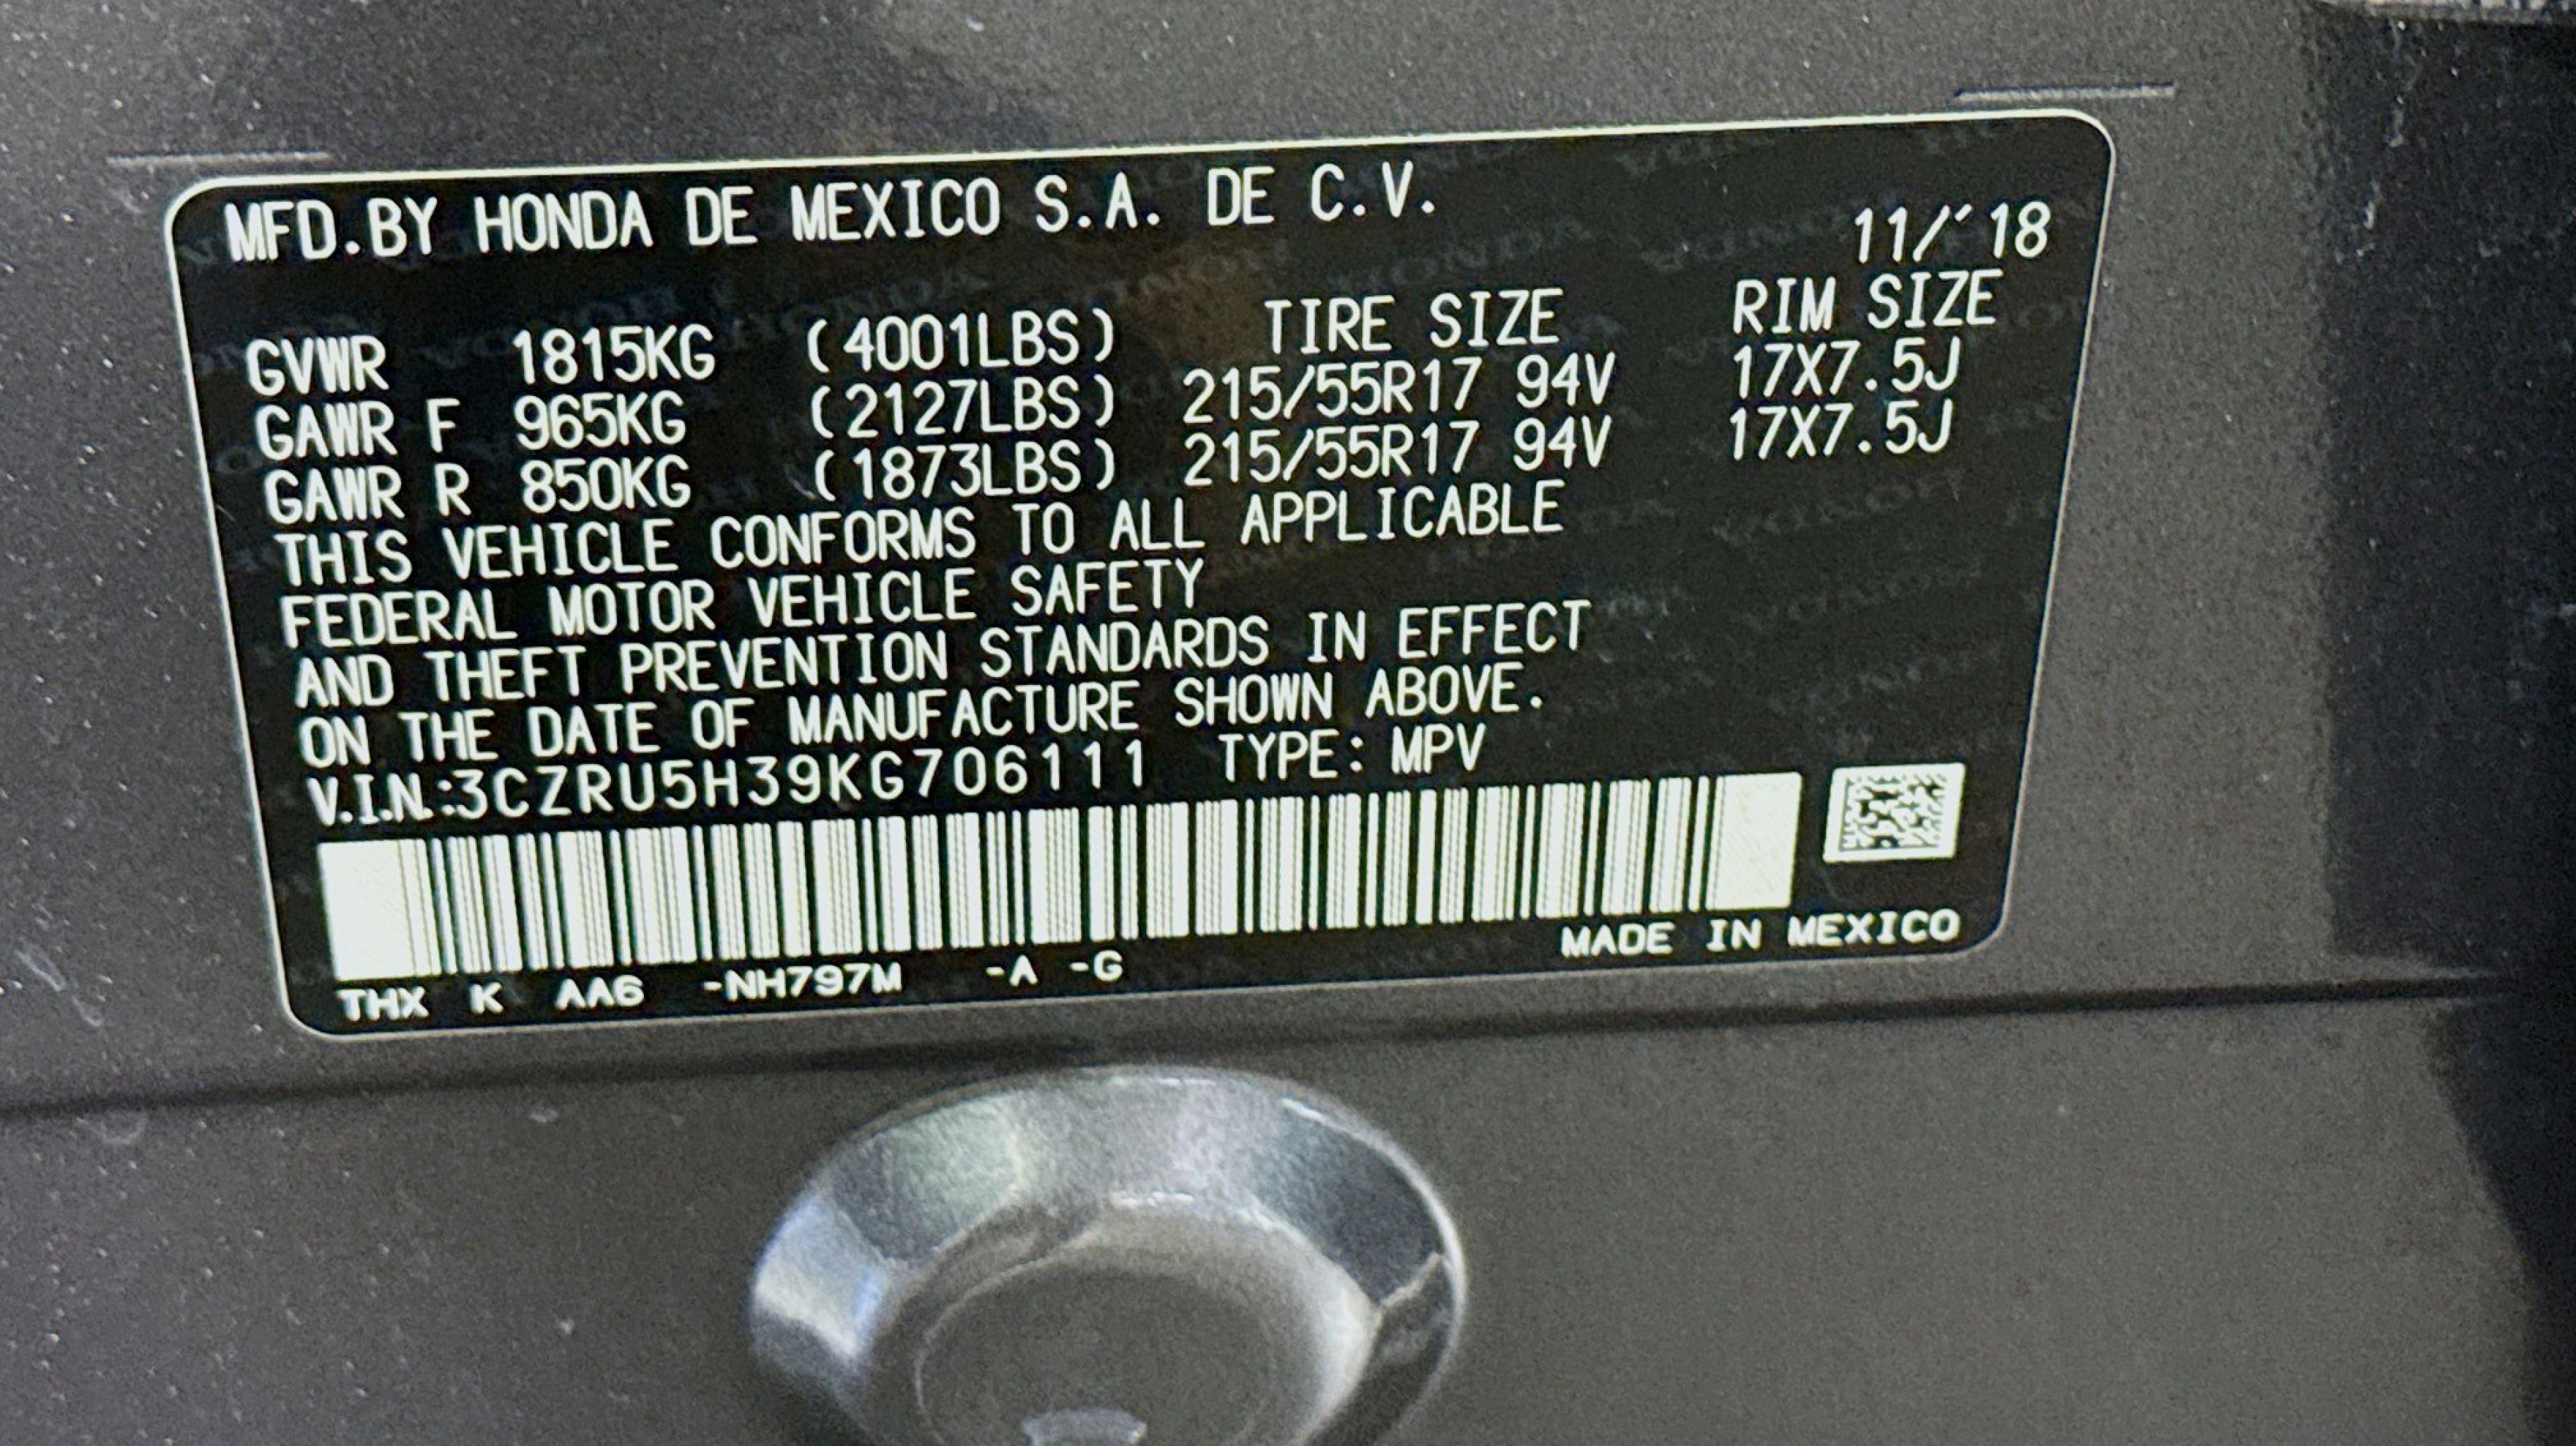 MFD.BY HONDA DE MEXICO S.A. DE C.V.
11/'18
TIRE SIZE RIM SIZE
GVWR 1815KG (4001LBS)
GAWR F 965KG (2127LBS) 215/55R17 94V 17X7.5J
GAWR R 850KG (1873LBS) 215/55R17 94V 17X7.5J
THIS VEHICLE CONFORMS TO ALL APPLICABLE
FEDERAL MOTOR VEHICLE SAFETY
AND THEFT PREVENTION STANDARDS IN EFFECT
ON THE DATE OF MANUFACTURE SHOWN ABOVE.
V.I.N.:3CZRU5H39KG706111 TYPE: MPV
MADE IN MEXICO
THX K AA6 -NH797M -A -G